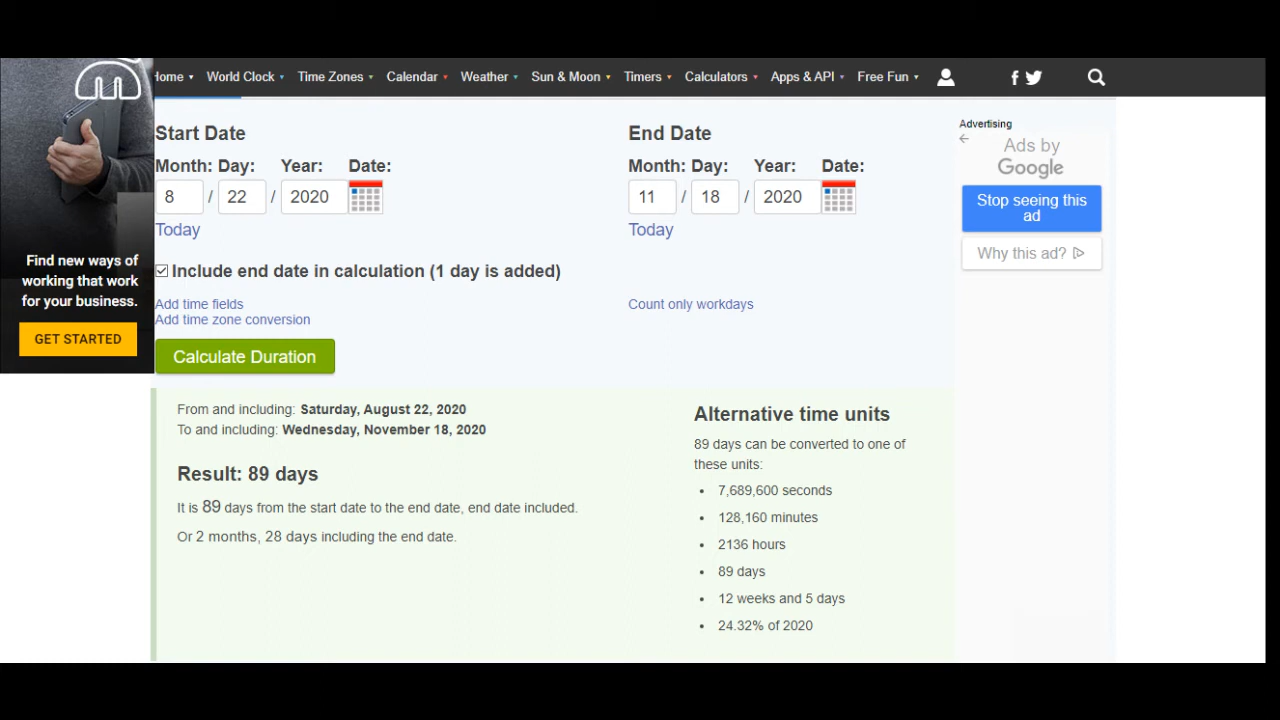 Home World Clock Time Zones Calendar Weather Sun & Moon Timers Calculators Apps & API Free Fun f
Find new ways of
working that work
for your business.
GET STARTED
Start Date
Month: Day: Year: Date:
8 / 22 / 2020
Today
End Date
Month: Day: Year: Date:
11 / 18 / 2020
Today
Include end date in calculation (1 day is added)
Add time fields
Add time zone conversion
Count only workdays
Calculate Duration
Advertising
Ads by
Google
Stop seeing this
ad
Why this ad?
From and including: Saturday, August 22, 2020
To and including: Wednesday, November 18, 2020
Result: 89 days
It is 89 days from the start date to the end date, end date included.
Or 2 months, 28 days including the end date.
Alternative time units
89 days can be converted to one of
these units:
• 7,689,600 seconds
• 128,160 minutes
• 2136 hours
• 89 days
• 12 weeks and 5 days
• 24.32% of 2020